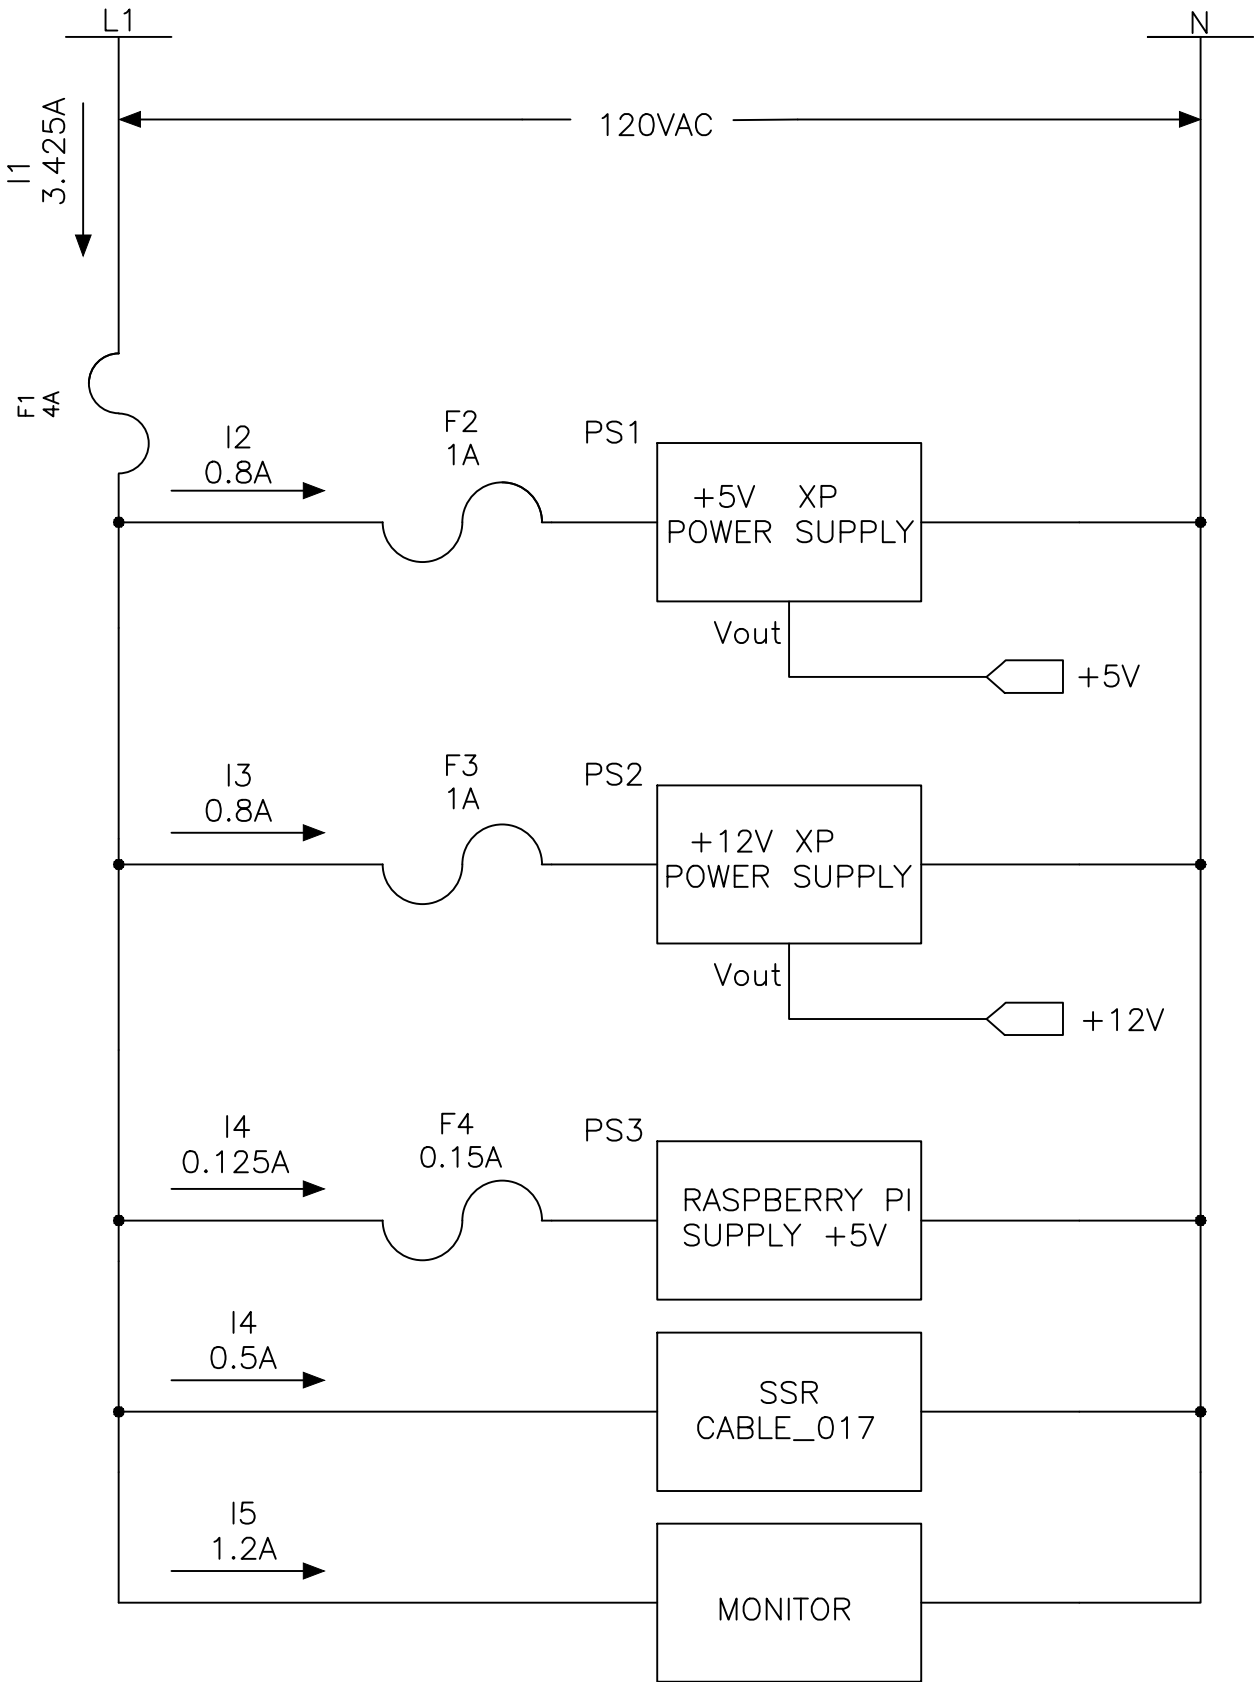 L1
N
120VAC
I1
3.425A
F1
4A
I2
0.8A
F2
1A
PS1
+5V XP
POWER SUPPLY
Vout
+5V
I3
0.8A
F3
1A
PS2
+12V XP
POWER SUPPLY
Vout
+12V
I4
0.125A
F4
0.15A
PS3
RASPBERRY PI
SUPPLY +5V
I4
0.5A
SSR
CABLE_017
I5
1.2A
MONITOR